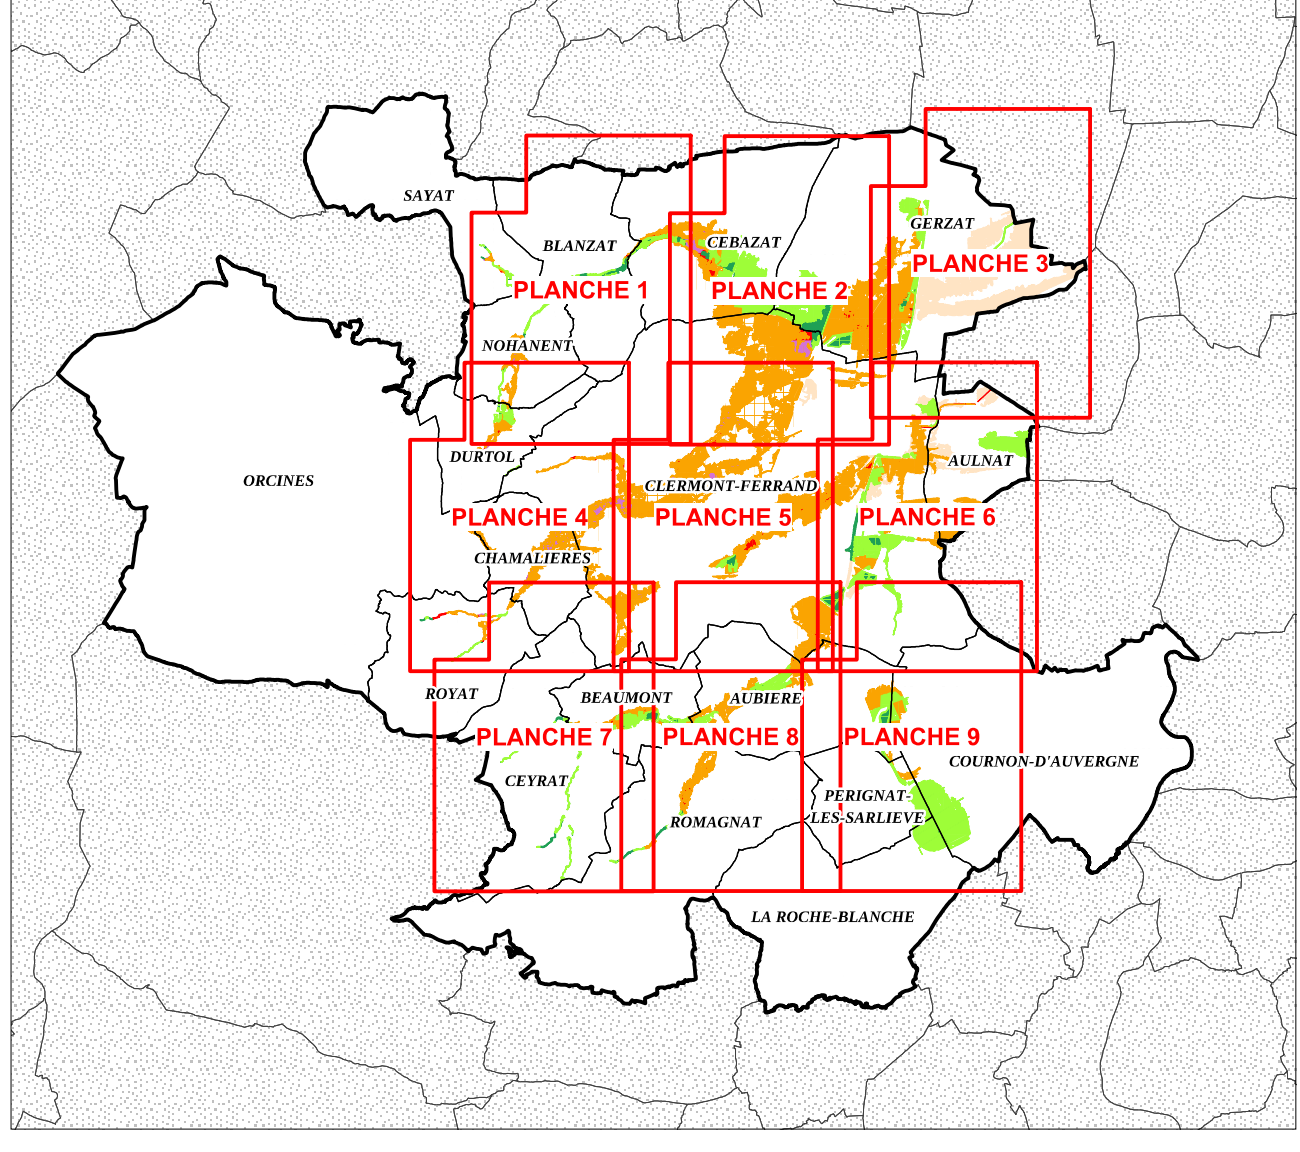 SAYAT
GERZAT
BLANZAT
CEBAZAT
PLANCHE 3
PLANCHE 1
PLANCHE 2
NOHANENT
DURTOL
AULNAT
ORCINES
CLERMONT-FERRAND
PLANCHE 4
PLANCHE 5
PLANCHE 6
CHAMALIERES
ROYAT
BEAUMONT
AUBIERE
PLANCHE 7
PLANCHE 8
PLANCHE 9
COURNON-D'AUVERGNE
CEYRAT
PERIGNAT-
LES-SARLIEVE
ROMAGNAT
LA ROCHE-BLANCHE